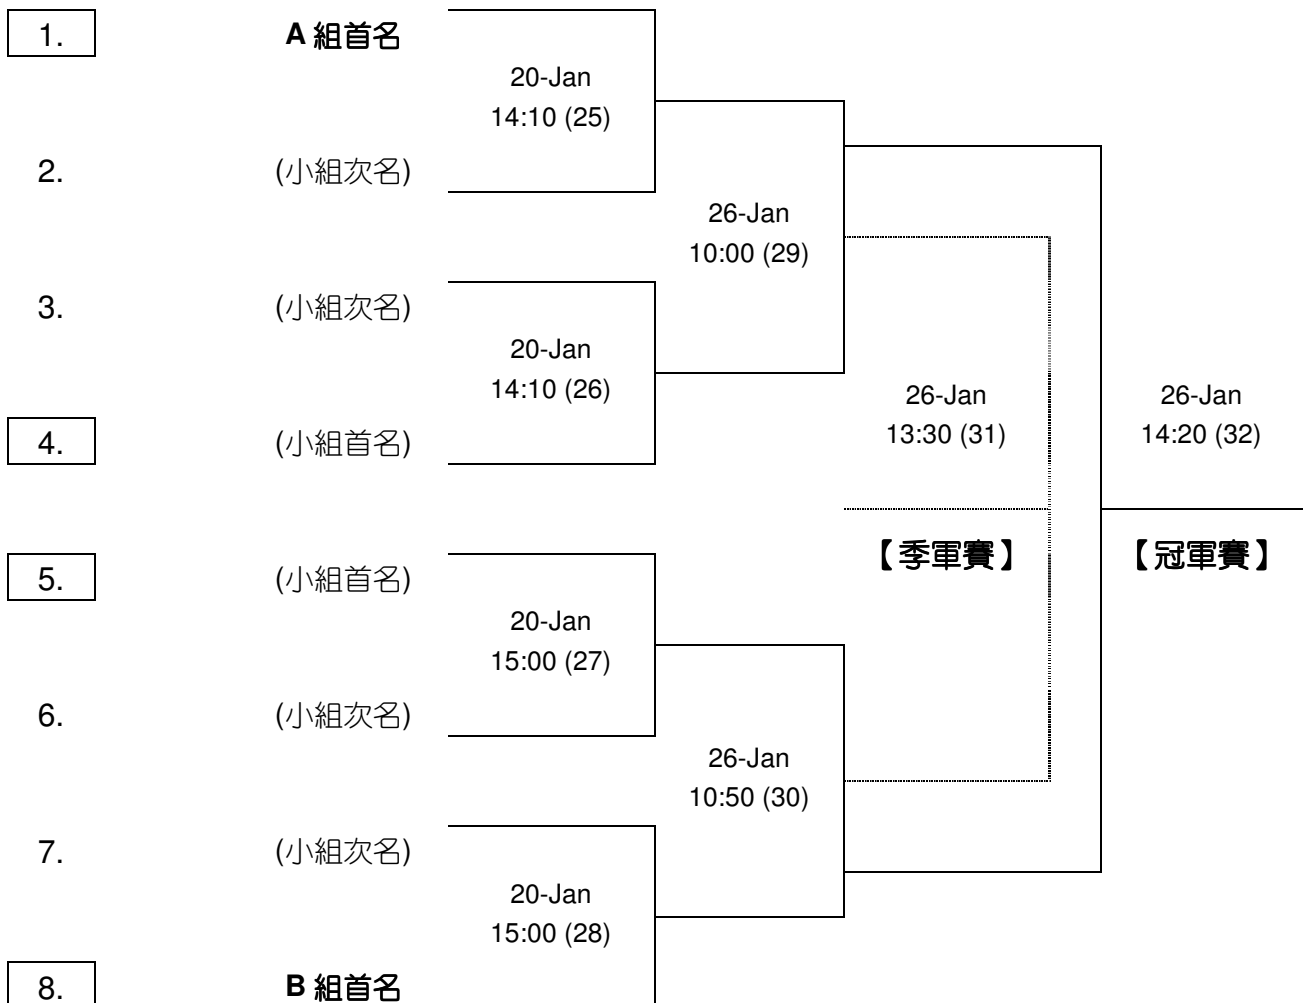 1. A 組首名
20-Jan
14:10 (25)
2. (小組次名)
26-Jan
10:00 (29)
3. (小組次名)
20-Jan
14:10 (26)
4. (小組首名)
26-Jan
13:30 (31)
26-Jan
14:20 (32)
【季軍賽】
【冠軍賽】
5. (小組首名)
20-Jan
15:00 (27)
6. (小組次名)
26-Jan
10:50 (30)
7. (小組次名)
20-Jan
15:00 (28)
8. B 組首名